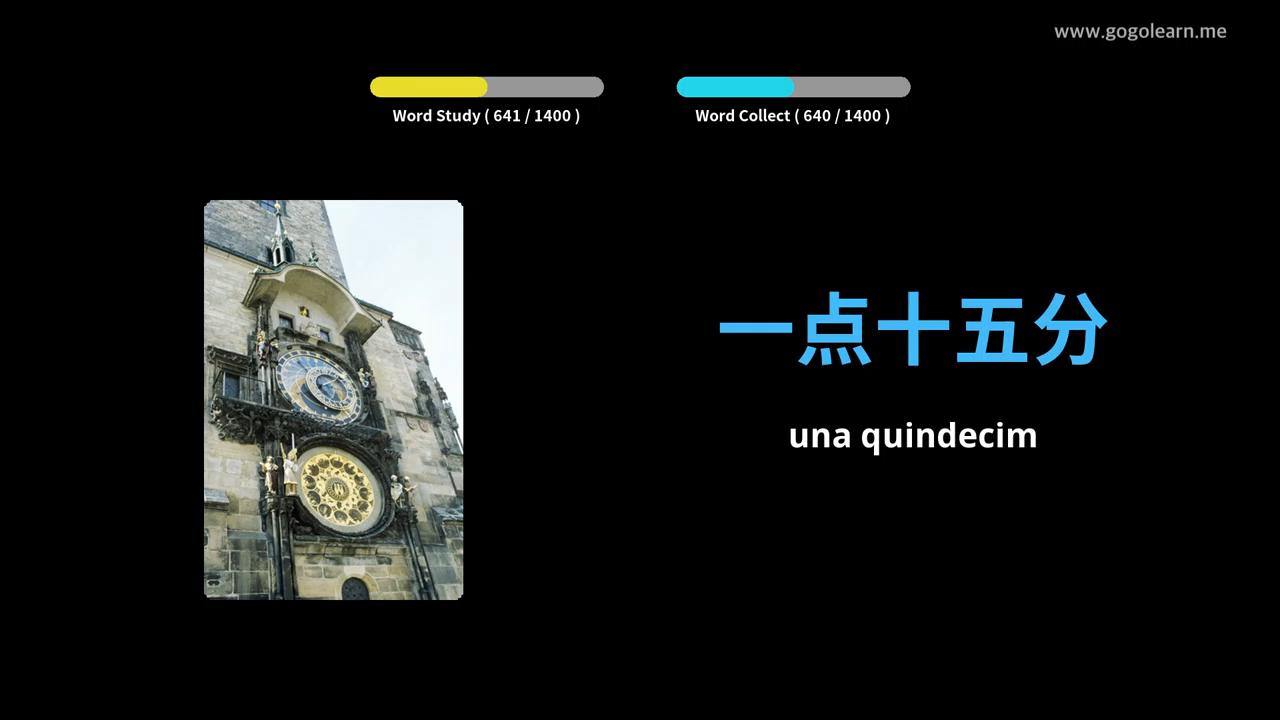 www.gogolearn.me
Word Study ( 641 / 1400 )
Word Collect ( 640 / 1400 )
一点十五分
una quindecim